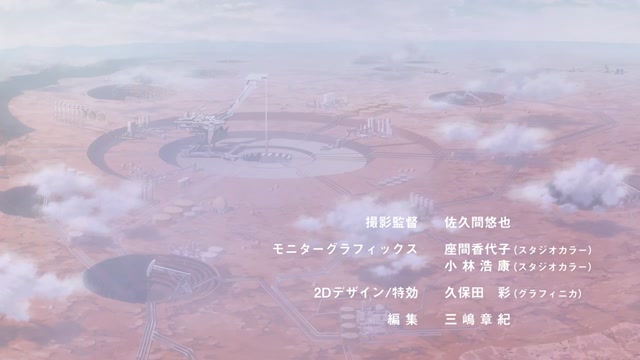 撮影監督 佐久間悠也
モニターグラフィックス 座間香代子(スタジオカラー)
小林浩康(スタジオカラー)
2Dデザイン/特効 久保田 彩(グラフィニカ)
編集 三嶋章紀